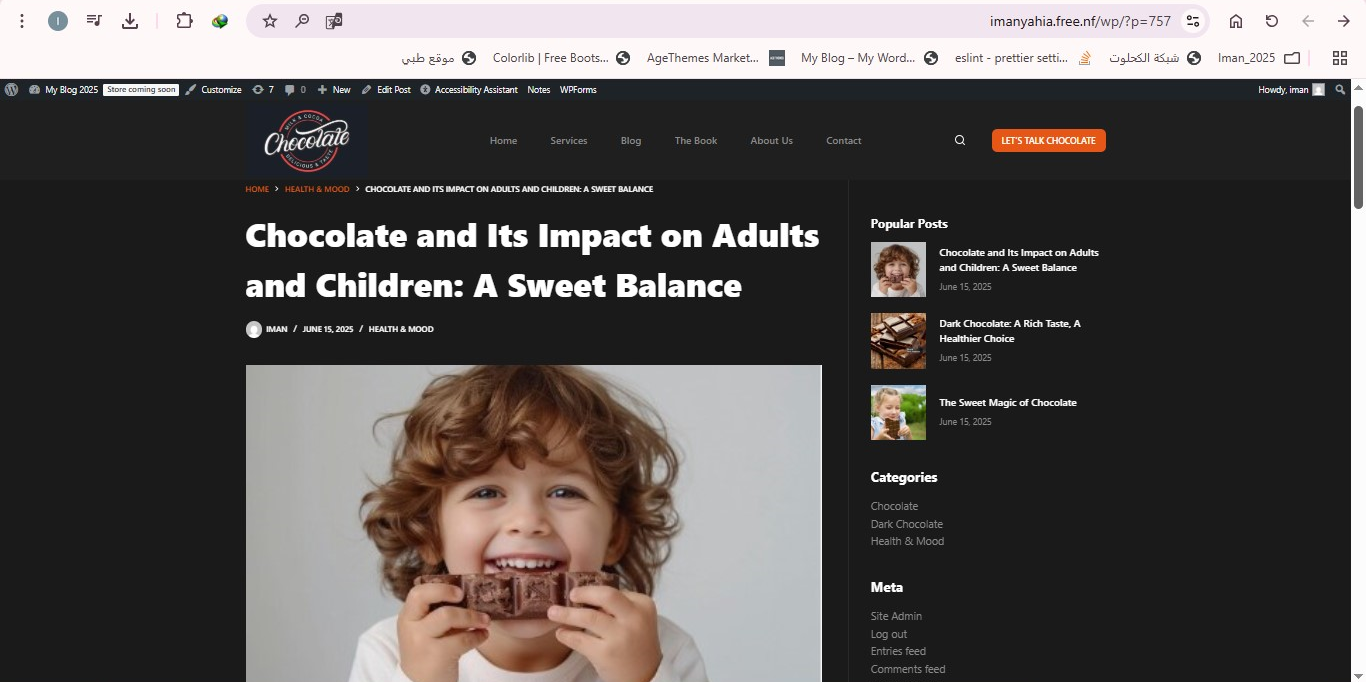 imanyahia.free.nf/wp/?p=757
موقع طبي
Colorlib | Free Boots...
AgeThemes Market...
My Blog – My Wor...
eslint - prettier setti...
شبكة الكحلوت
Iman_2025
My Blog 2025 Store coming soon Customize 7 0 New Edit Post Accessibility Assistant Notes WPForms Howdy, iman
MILK & COCOA
Chocolate
DELICIOUS & TASTE
Home Services Blog The Book About Us Contact LET'S TALK CHOCOLATE
HOME > HEALTH & MOOD > CHOCOLATE AND ITS IMPACT ON ADULTS AND CHILDREN: A SWEET BALANCE
Chocolate and Its Impact on Adults
and Children: A Sweet Balance
IMAN / JUNE 15, 2025 / HEALTH & MOOD
Popular Posts
Chocolate and Its Impact on Adults
and Children: A Sweet Balance
June 15, 2025
Dark Chocolate: A Rich Taste, A
Healthier Choice
June 15, 2025
The Sweet Magic of Chocolate
June 15, 2025
Categories
Chocolate
Dark Chocolate
Health & Mood
Meta
Site Admin
Log out
Entries feed
Comments feed